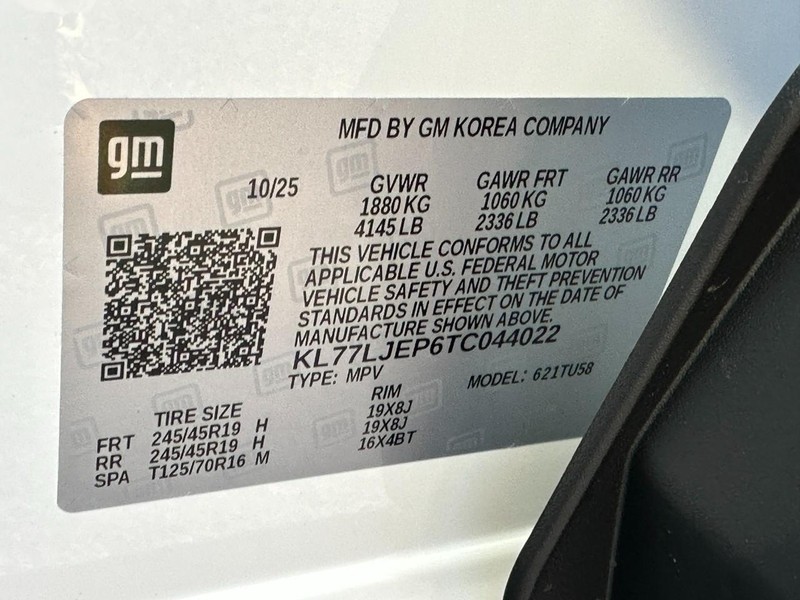 gm
MFD BY GM KOREA COMPANY
10/25 GVWR GAWR FRT GAWR RR
1880 KG 1060 KG 1060 KG
4145 LB 2336 LB 2336 LB
THIS VEHICLE CONFORMS TO ALL
APPLICABLE U.S. FEDERAL MOTOR
VEHICLE SAFETY AND THEFT PREVENTION
STANDARDS IN EFFECT ON THE DATE OF
MANUFACTURE SHOWN ABOVE.
KL77LJEP6TC044022
TYPE: MPV MODEL: 621TU58
TIRE SIZE RIM
FRT 245/45R19 H 19X8J
RR 245/45R19 H 19X8J
SPA T125/70R16 M 16X4BT